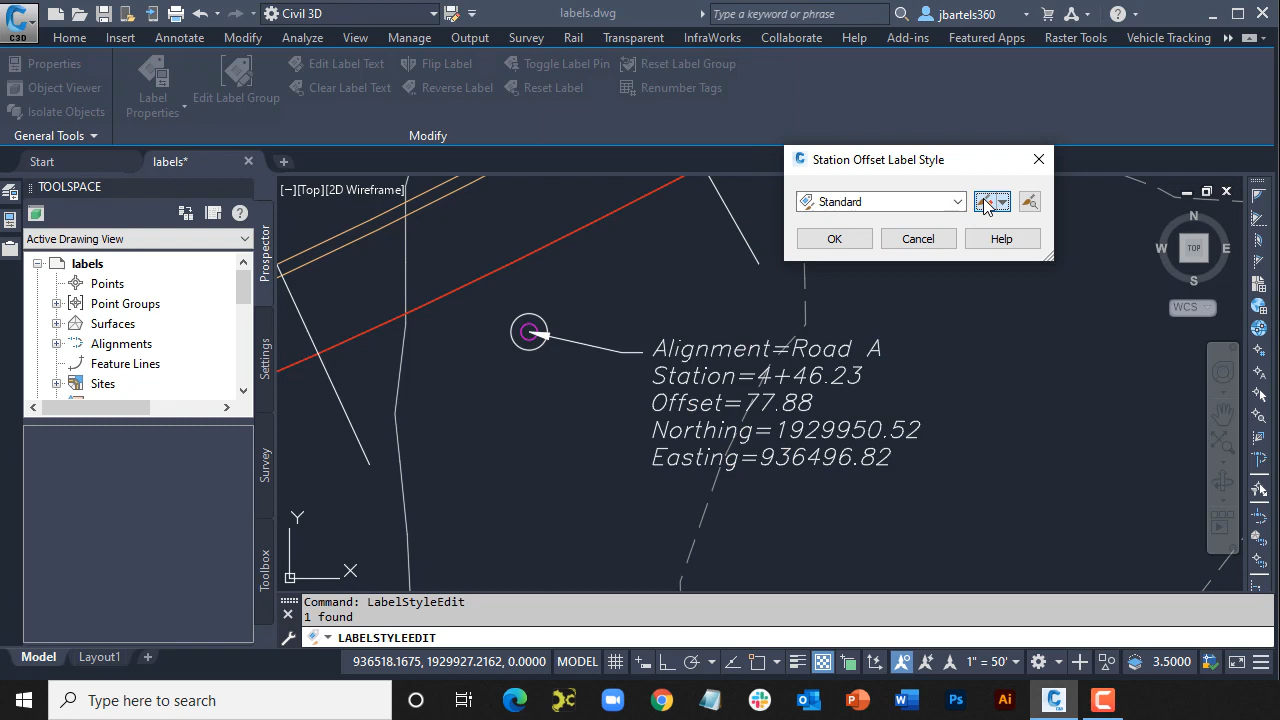 Civil 3D
labels.dwg
Type a keyword or phrase
jbartels360
C3D
Home Insert Annotate Modify Analyze View Manage Output Survey Rail Transparent InfraWorks Collaborate Help Add-ins Featured Apps Raster Tools Vehicle Tracking
Properties
Object Viewer
Isolate Objects
General Tools
Label
Properties
Edit Label Group
Edit Label Text
Clear Label Text
Flip Label
Reverse Label
Toggle Label Pin
Reset Label
Reset Label Group
Renumber Tags
Modify
Start
labels*
TOOLSPACE
Active Drawing View
labels
Points
Point Groups
Surfaces
Alignments
Feature Lines
Sites
Prospector
Settings
Survey
Toolbox
[−][Top][2D Wireframe]
Station Offset Label Style
Standard
OK
Cancel
Help
N
W
TOP
E
S
WCS
Alignment=Road A
Station=4+46.23
Offset=77.88
Northing=1929950.52
Easting=936496.82
Y
X
Command: LabelStyleEdit
1 found
LABELSTYLEEDIT
Model
Layout1
936518.1675, 1929927.2162, 0.0000
MODEL
1" = 50'
3.5000
Type here to search